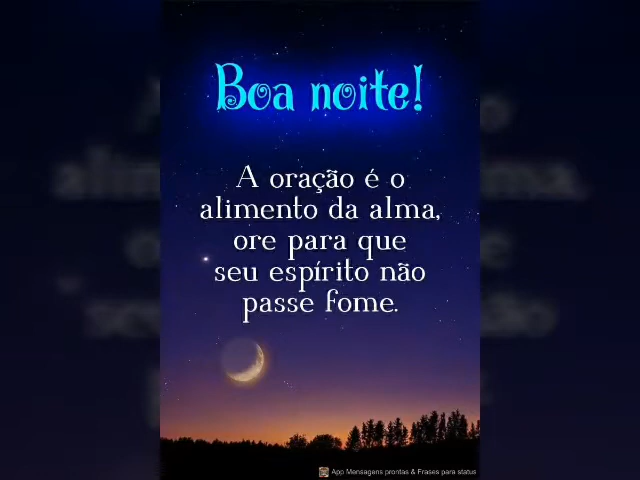 Boa noite!
A oração é o
alimento da alma,
ore para que
seu espírito não
passe fome.
App Mensagens prontas & Frases para status